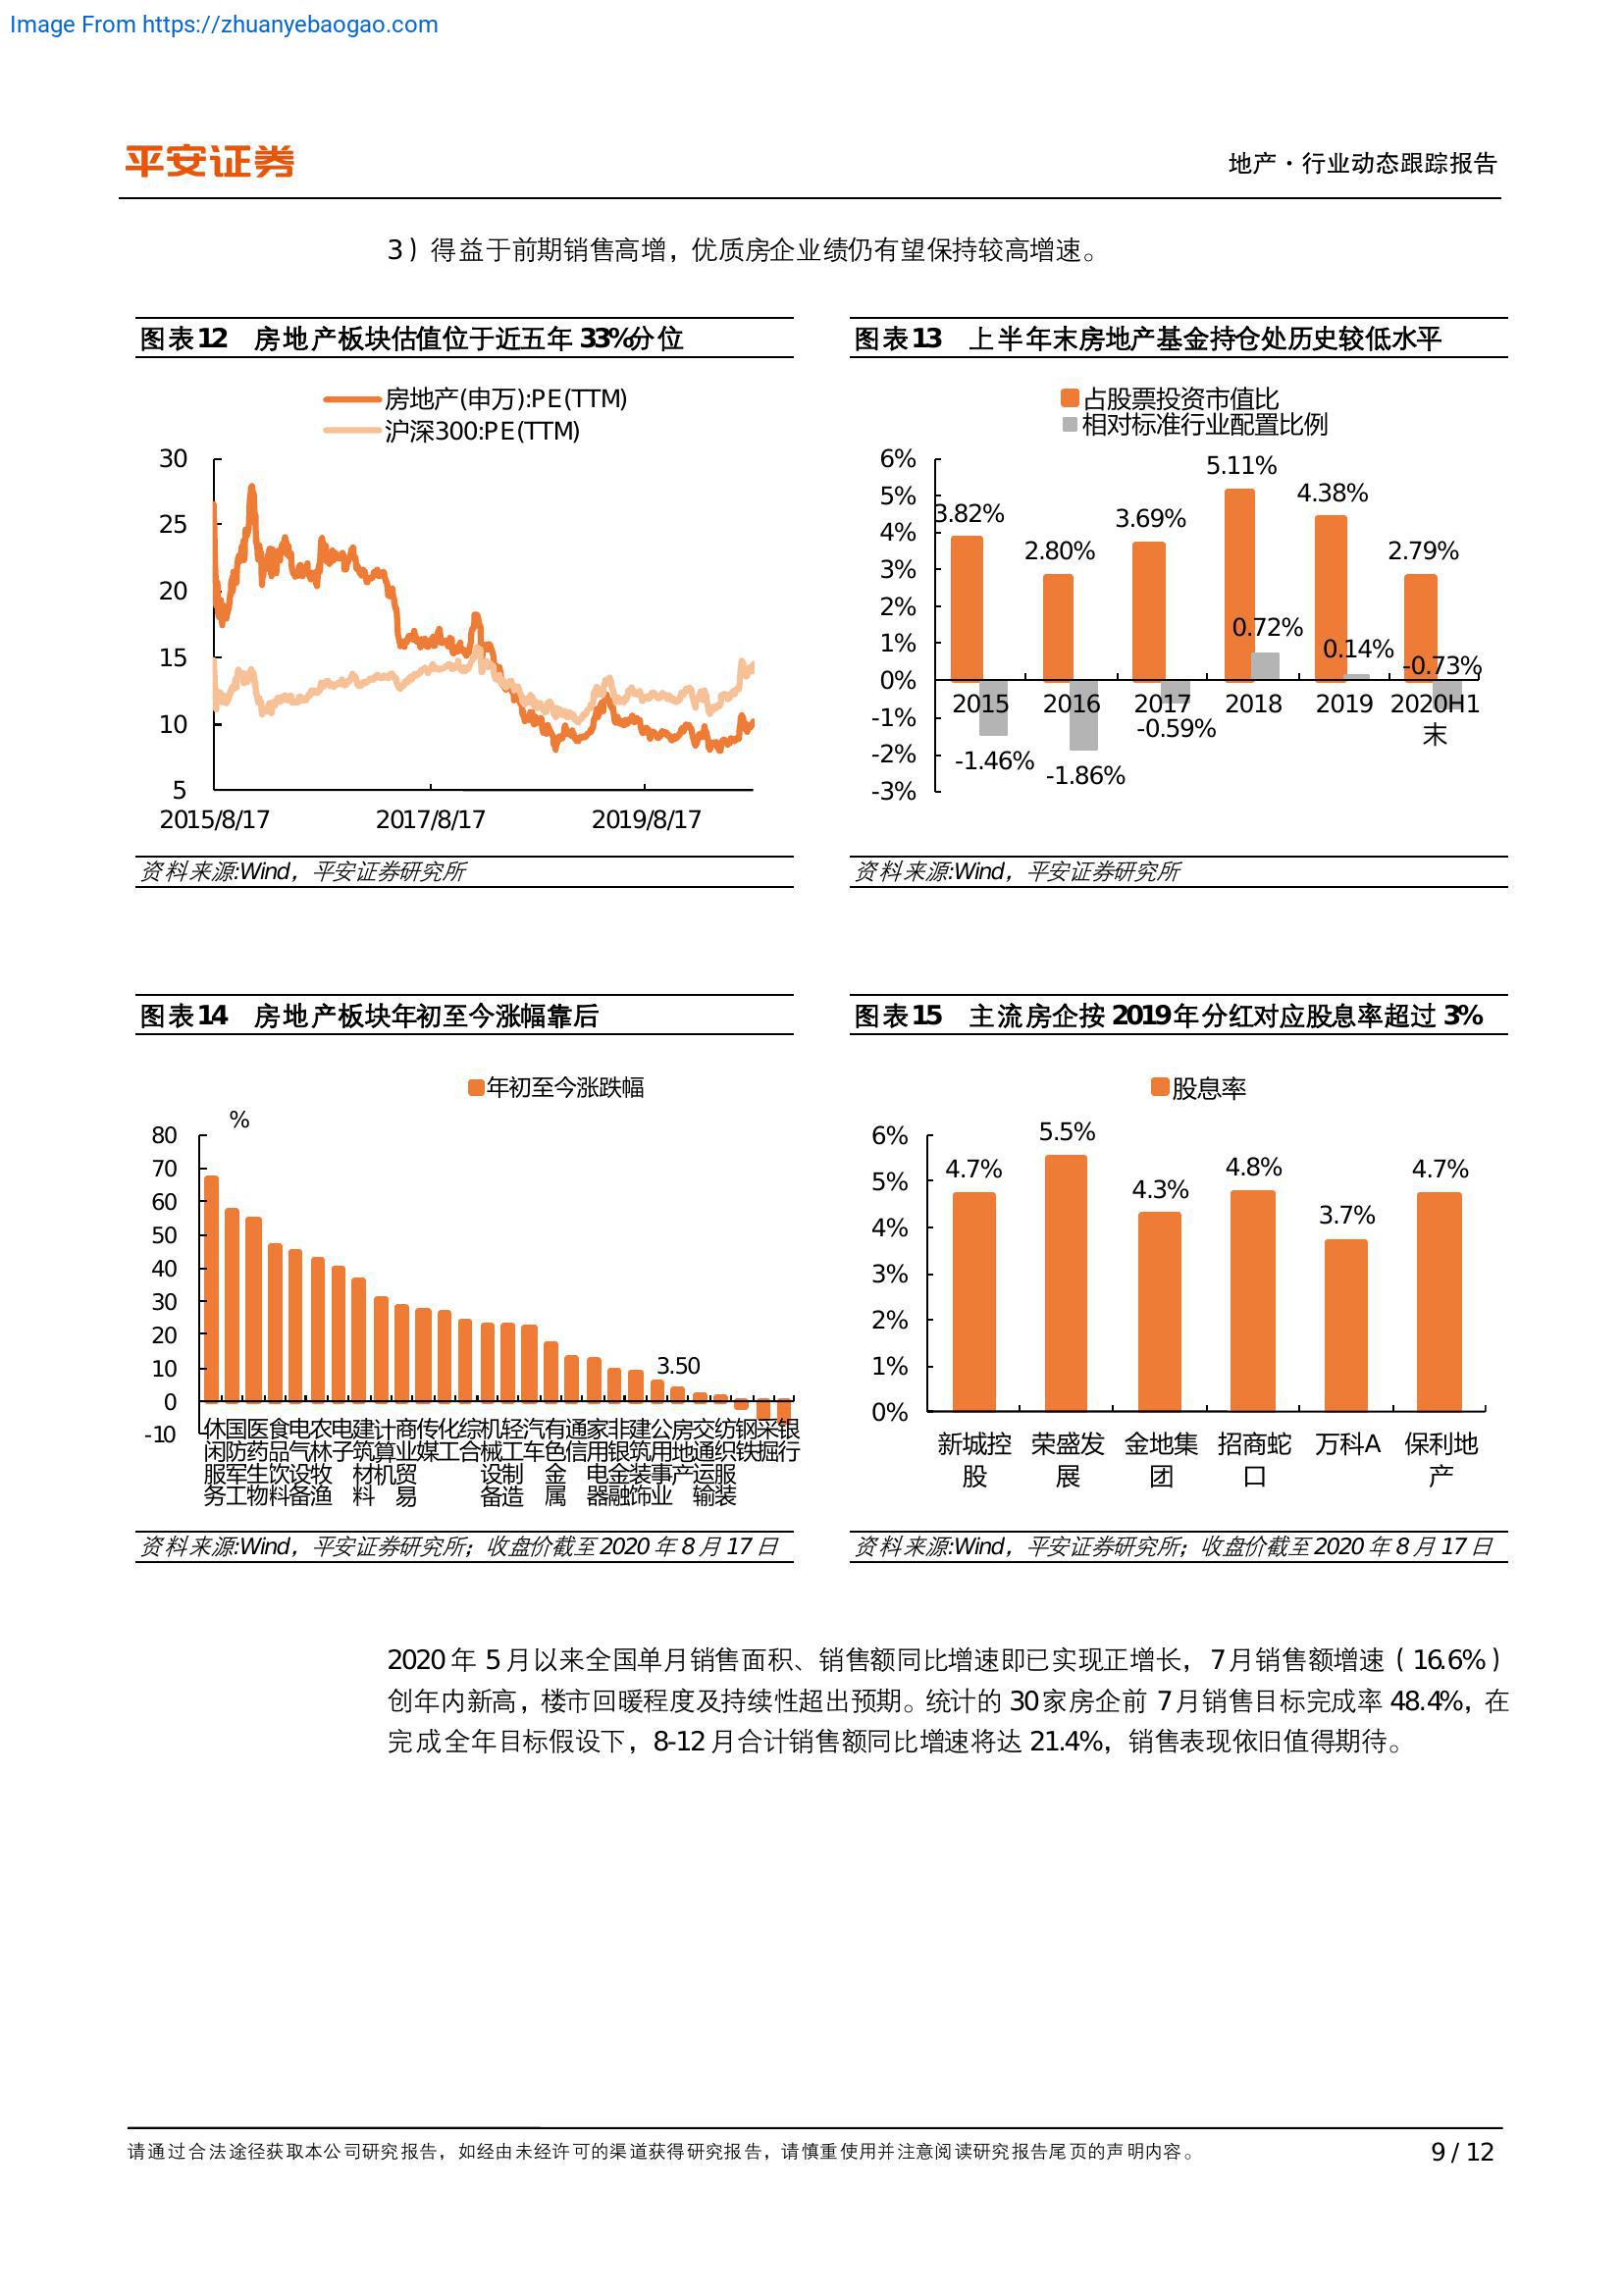 Image From https://zhuanyebaogao.com
平安证券
地产·行业动态跟踪报告
3）得益于前期销售高增，优质房企业绩仍有望保持较高增速。
图表12 房地产板块估值位于近五年 33%分位
房地产(申万):PE(TTM)
沪深300:PE(TTM)
30
25
20
15
10
5
2015/8/17 2017/8/17 2019/8/17
资料来源:Wind，平安证券研究所
图表13 上半年末房地产基金持仓处历史较低水平
占股票投资市值比
相对标准行业配置比例
6%
5%
4%
3%
2%
1%
0%
-1%
-2%
-3%
3.82% 2.80% 3.69% 5.11% 4.38% 2.79%
-1.46% -1.86% -0.59% 0.72% 0.14% -0.73%
2015 2016 2017 2018 2019 2020H1末
资料来源:Wind，平安证券研究所
图表14 房地产板块年初至今涨幅靠后
年初至今涨跌幅
%
80
70
60
50
40
30
20
10
0
-10
3.50
休闲服务
国防军工
医药生物
食品饮料
电气设备
农林牧渔
电子
建筑材料
计算机
商业贸易
传媒
化工
综合
机械设备
轻工制造
汽车
有色金属
通信
家用电器
非银金融
建筑装饰
公用事业
房地产
交通运输
纺织服装
钢铁
采掘
银行
资料来源:Wind，平安证券研究所；收盘价截至2020年8月17日
图表15 主流房企按2019年分红对应股息率超过 3%
股息率
6%
5%
4%
3%
2%
1%
0%
4.7% 5.5% 4.3% 4.8% 3.7% 4.7%
新城控股 荣盛发展 金地集团 招商蛇口 万科A 保利地产
资料来源:Wind，平安证券研究所；收盘价截至2020年8月17日
2020年5月以来全国单月销售面积、销售额同比增速即已实现正增长，7月销售额增速（16.6%）
创年内新高，楼市回暖程度及持续性超出预期。统计的30家房企前7月销售目标完成率48.4%，在
完成全年目标假设下，8-12月合计销售额同比增速将达21.4%，销售表现依旧值得期待。
请通过合法途径获取本公司研究报告，如经由未经许可的渠道获得研究报告，请慎重使用并注意阅读研究报告尾页的声明内容。
9 / 12